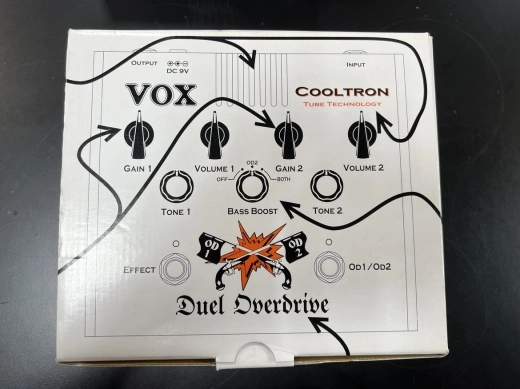 OUTPUT
DC 9V
INPUT
VOX
COOLTRON
TUBE TECHNOLOGY
GAIN 1
VOLUME 1
OD2
OFF
BOTH
GAIN 2
VOLUME 2
TONE 1
BASS BOOST
TONE 2
OD 1
OD 2
EFFECT
OD1/OD2
Duel Overdrive